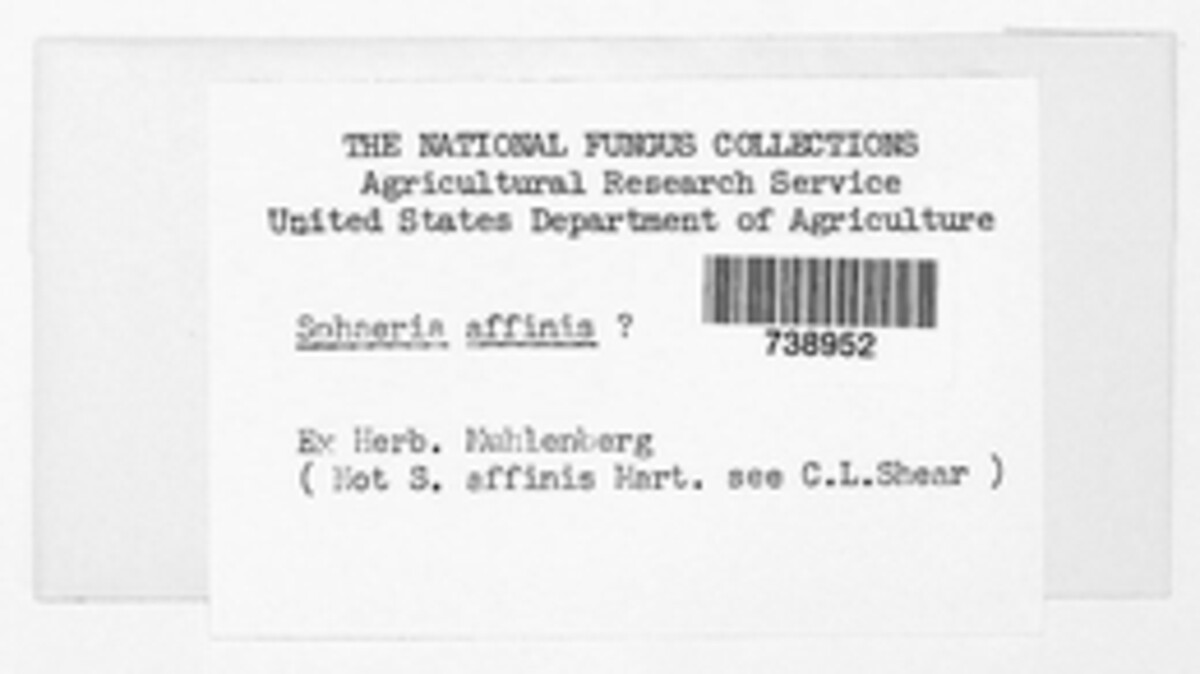 THE NATIONAL FUNGUS COLLECTIONS
Agricultural Research Service
United States Department of Agriculture
738952
Sphaeria affinis ?
Ex Herb. Muhlenberg
( Not S. affinis Mart. see C.L.Shear )